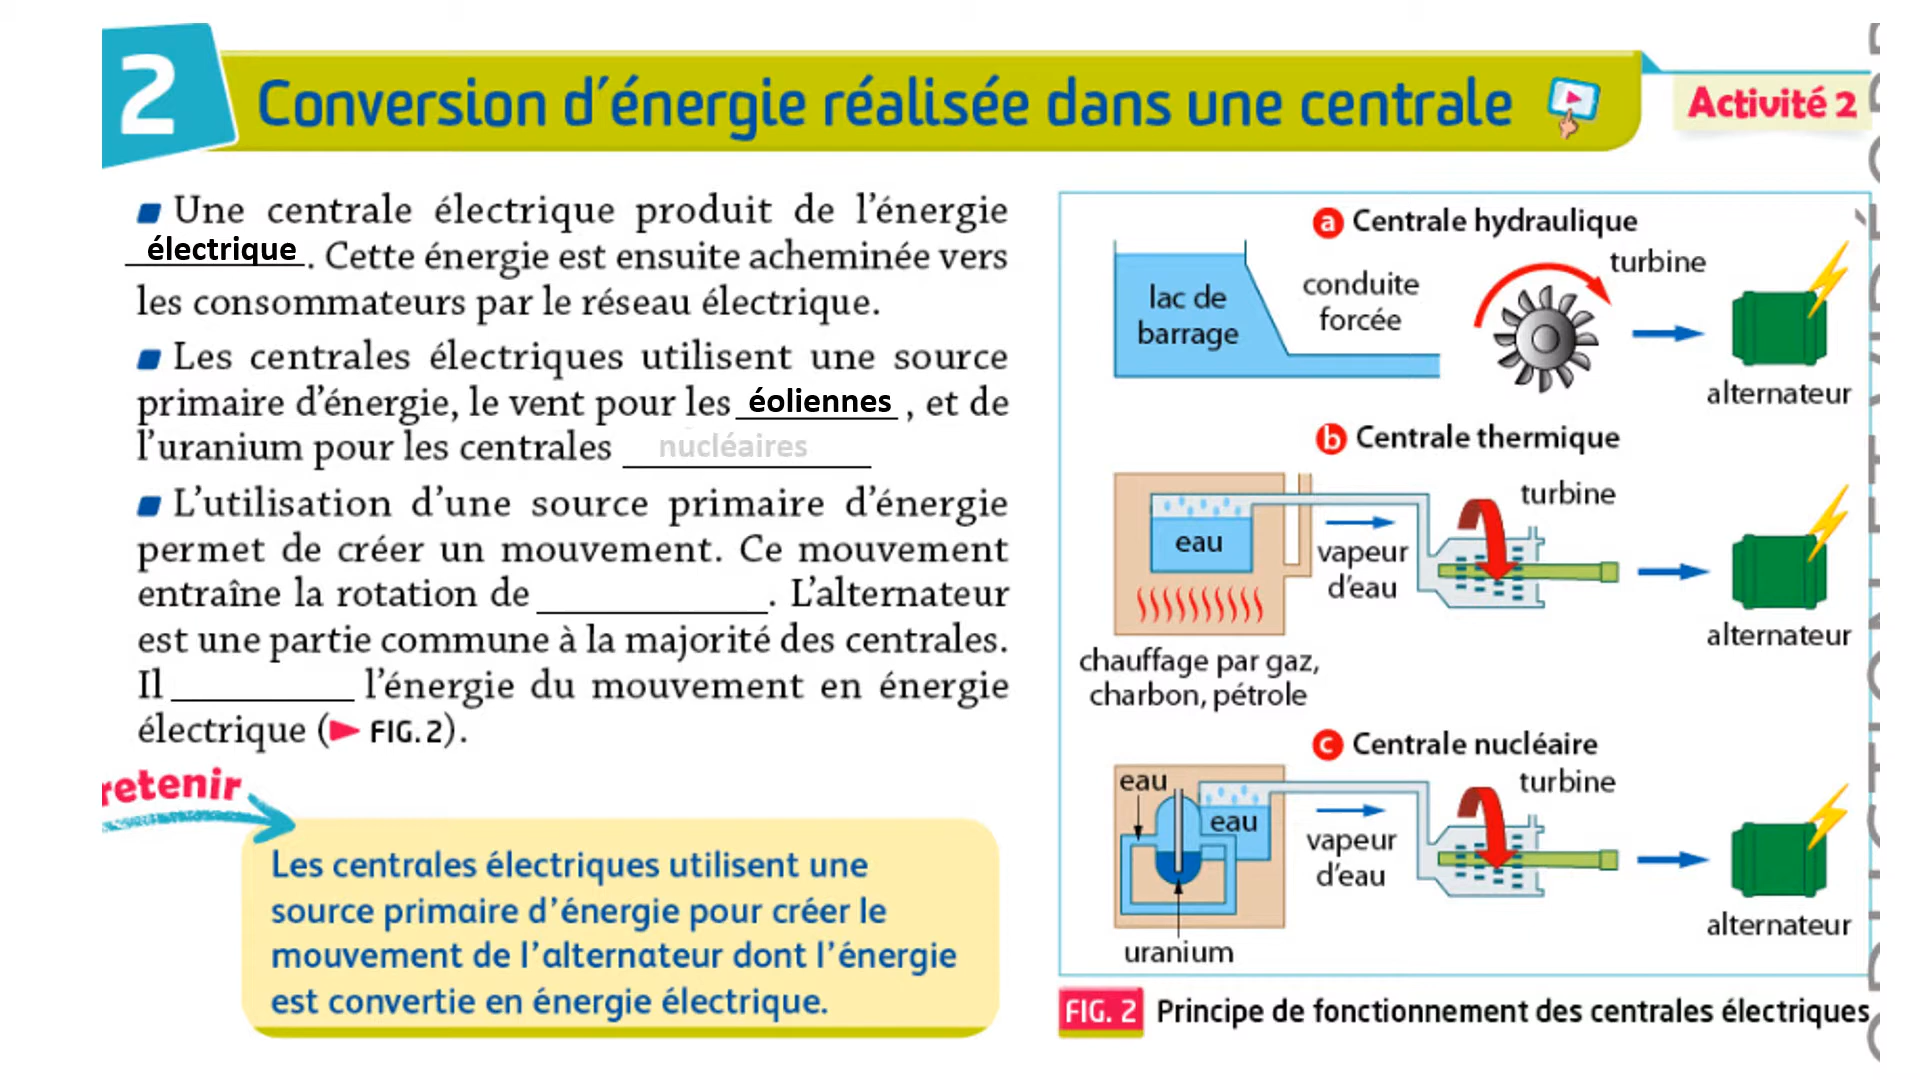 2
Conversion d'énergie réalisée dans une centrale
Activité 2
Une centrale électrique produit de l'énergie
électrique. Cette énergie est ensuite acheminée vers
les consommateurs par le réseau électrique.
Les centrales électriques utilisent une source
primaire d'énergie, le vent pour les éoliennes, et de
l'uranium pour les centrales nucléaires
L'utilisation d'une source primaire d'énergie
permet de créer un mouvement. Ce mouvement
entraîne la rotation de ____________. L'alternateur
est une partie commune à la majorité des centrales.
Il __________ l'énergie du mouvement en énergie
électrique (► FIG. 2).
retenir
Les centrales électriques utilisent une
source primaire d'énergie pour créer le
mouvement de l'alternateur dont l'énergie
est convertie en énergie électrique.
a Centrale hydraulique
turbine
lac de
barrage
conduite
forcée
alternateur
b Centrale thermique
turbine
eau
vapeur
d'eau
alternateur
chauffage par gaz,
charbon, pétrole
c Centrale nucléaire
eau
turbine
eau
vapeur
d'eau
alternateur
uranium
FIG. 2 Principe de fonctionnement des centrales électriques